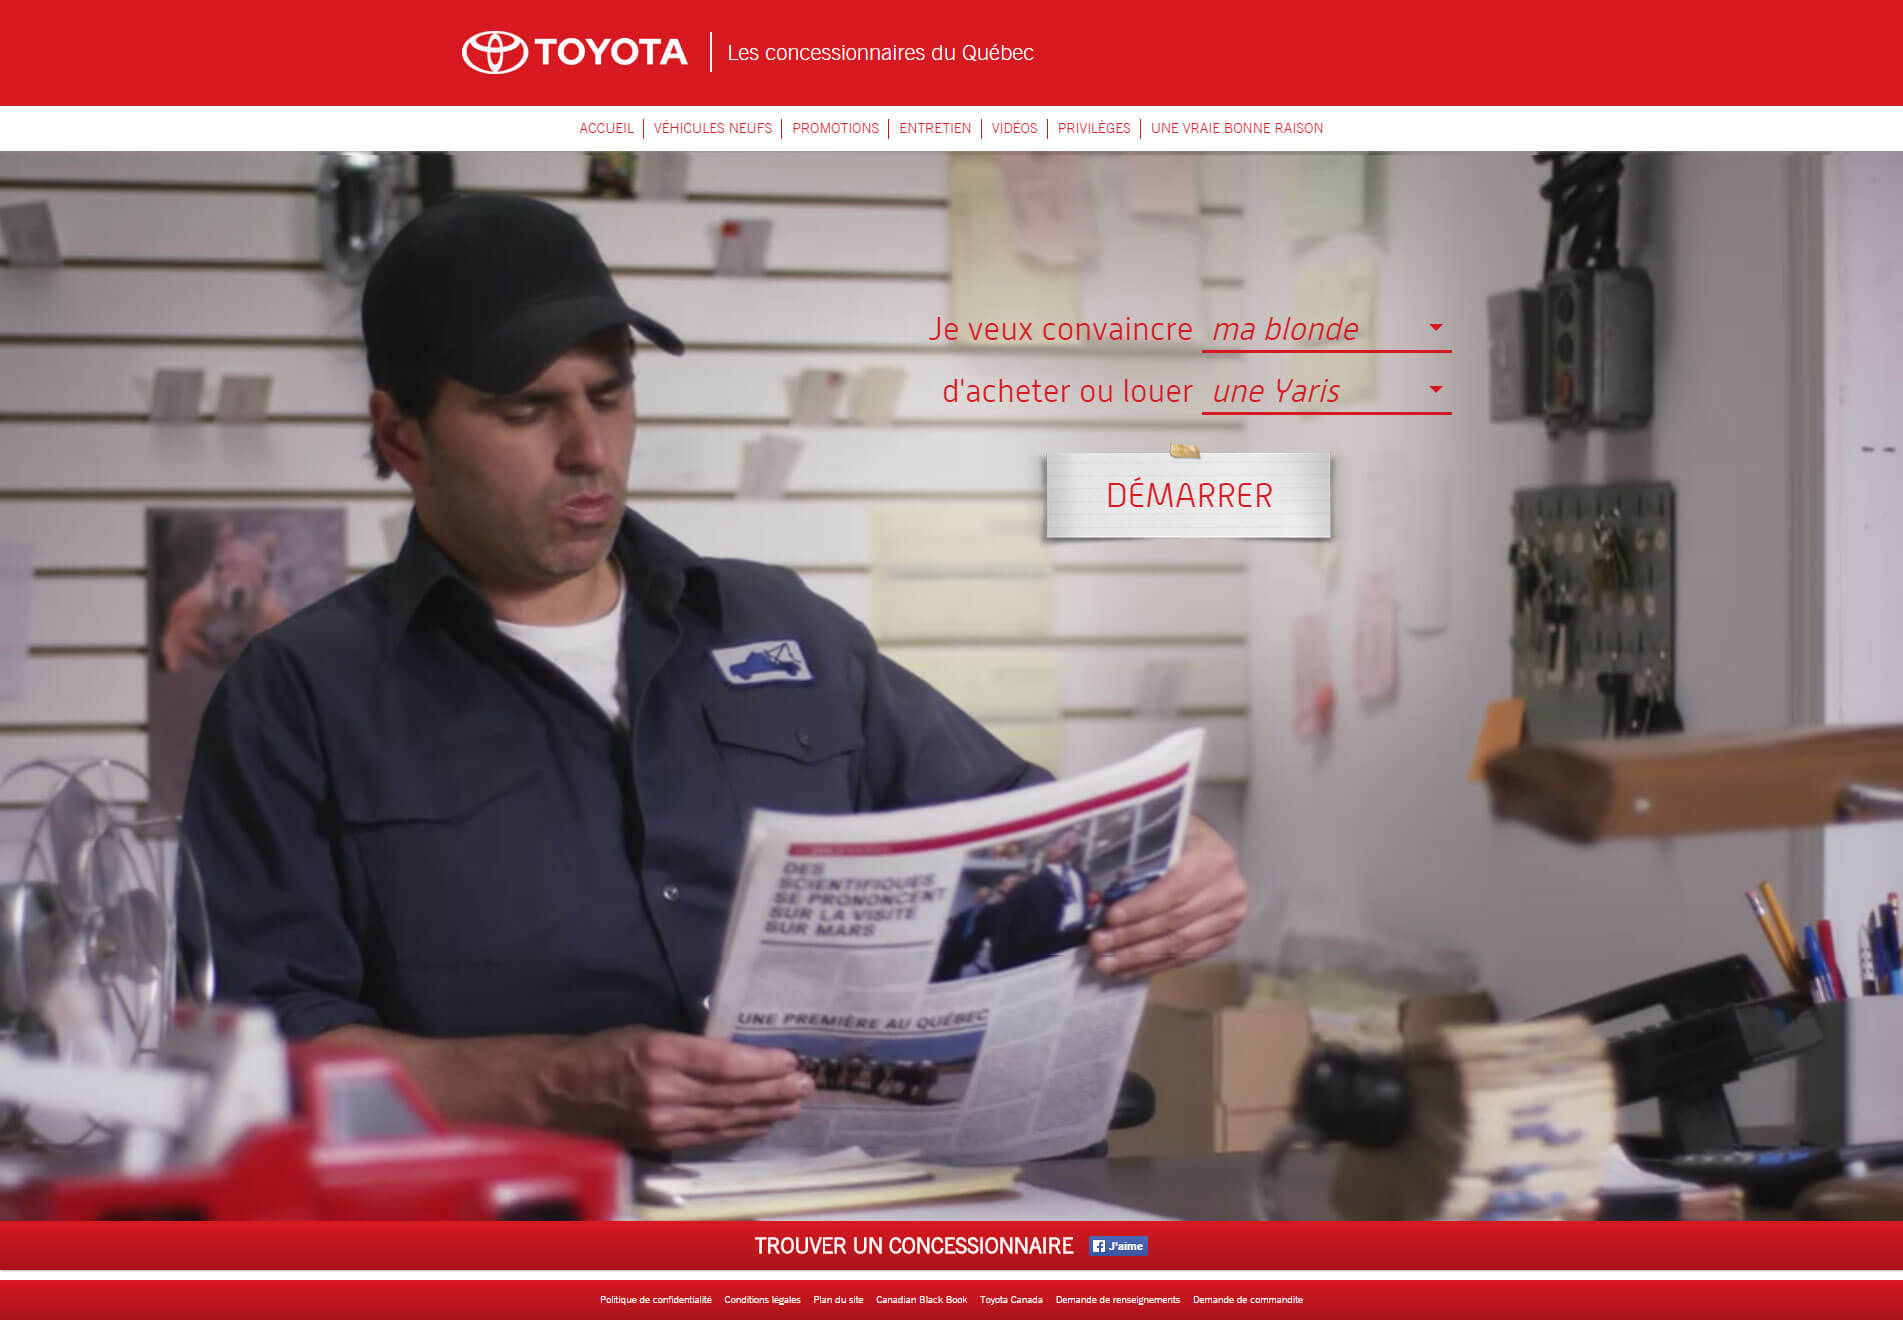 TOYOTA
Les concessionnaires du Québec
ACCUEIL
VÉHICULES NEUFS
PROMOTIONS
ENTRETIEN
VIDÉOS
PRIVILÈGES
UNE VRAIE BONNE RAISON
Je veux convaincre ma blonde
d'acheter ou louer une Yaris
DÉMARRER
DES
SCIENTIFIQUES
SE PRONONCENT
SUR LA VISITE
SUR MARS
UNE PREMIÈRE AU QUÉBEC
TROUVER UN CONCESSIONNAIRE
J'aime
Politique de confidentialité
Conditions légales
Plan du site
Canadian Black Book
Toyota Canada
Demande de renseignements
Demande de commandite